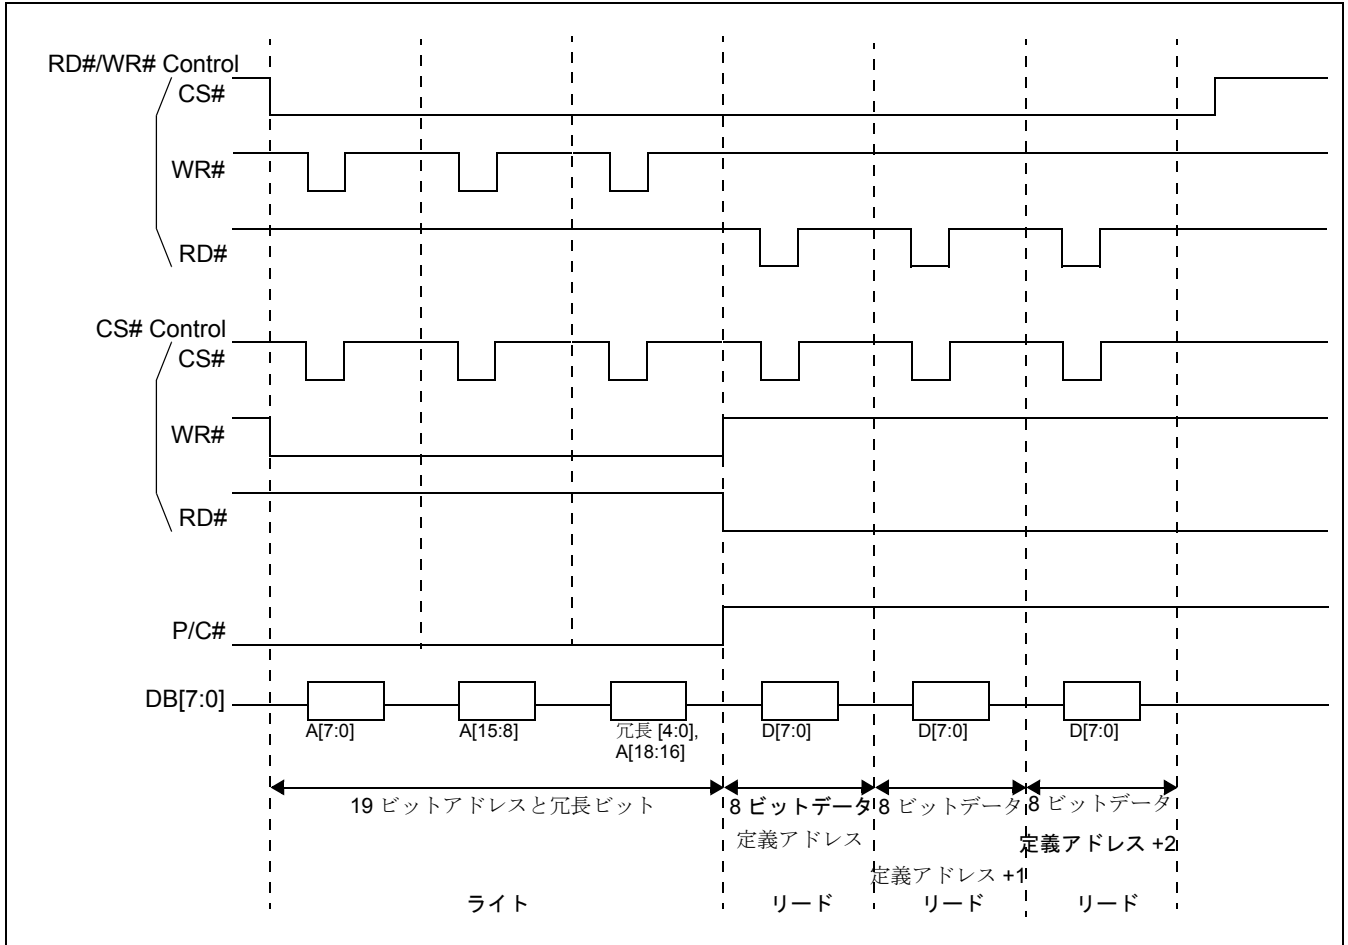 RD#/WR# Control
CS#
WR#
RD#
CS# Control
CS#
WR#
RD#
P/C#
DB[7:0]
A[7:0]
A[15:8]
冗長 [4:0],
A[18:16]
D[7:0]
D[7:0]
D[7:0]
19 ビットアドレスと冗長ビット
8 ビットデータ
定義アドレス
8 ビットデータ
定義アドレス +1
8 ビットデータ
定義アドレス +2
ライト
リード
リード
リード